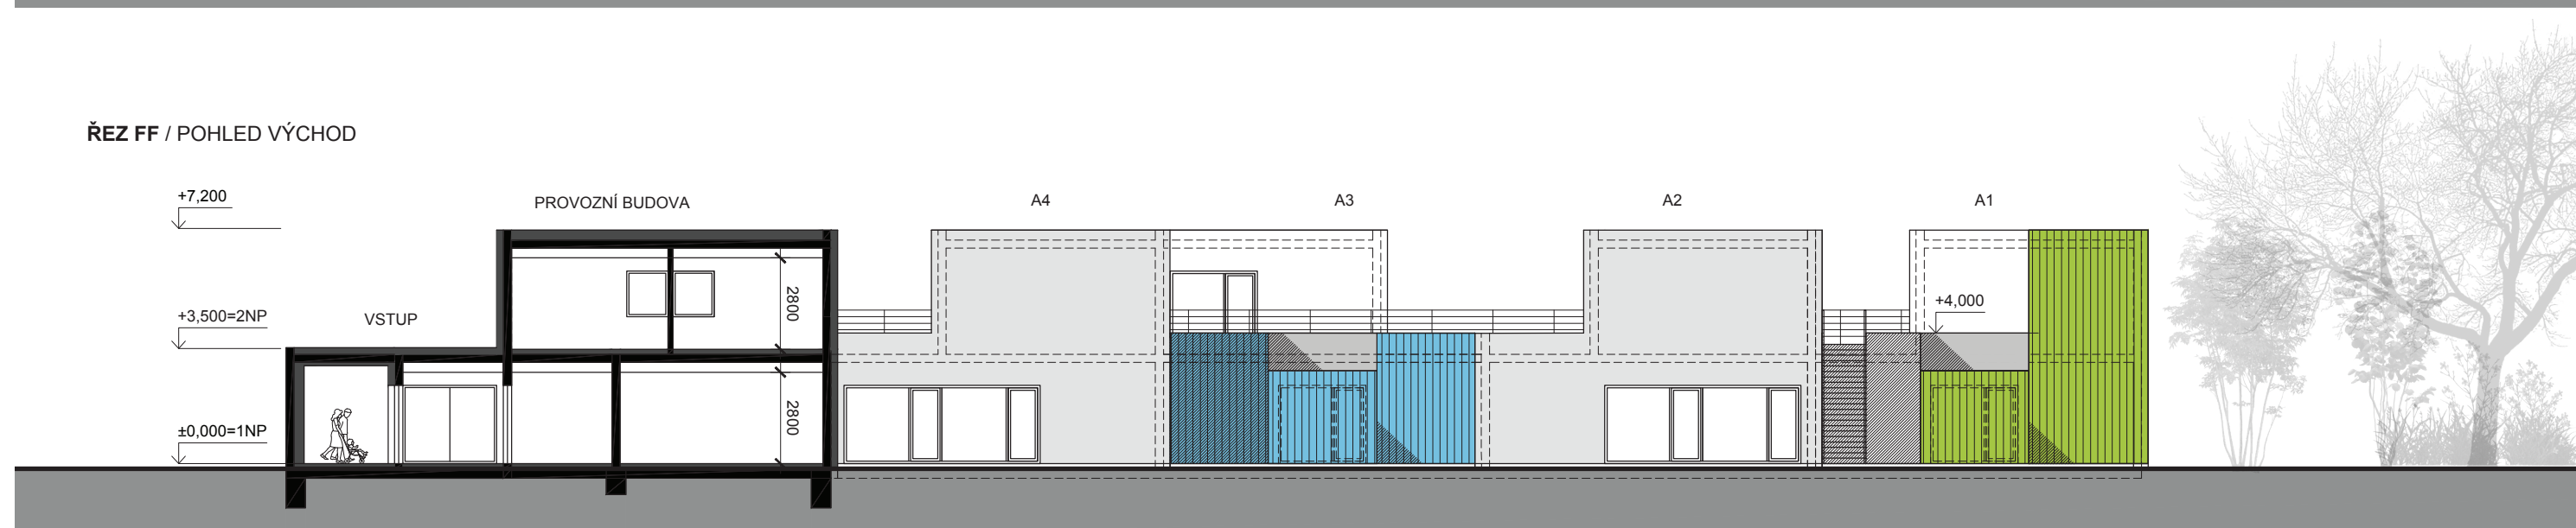 ŘEZ FF / POHLED VÝCHOD
+7,200
PROVOZNÍ BUDOVA
A4
A3
A2
A1
+3,500=2NP
VSTUP
2800
+4,000
±0,000=1NP
2800